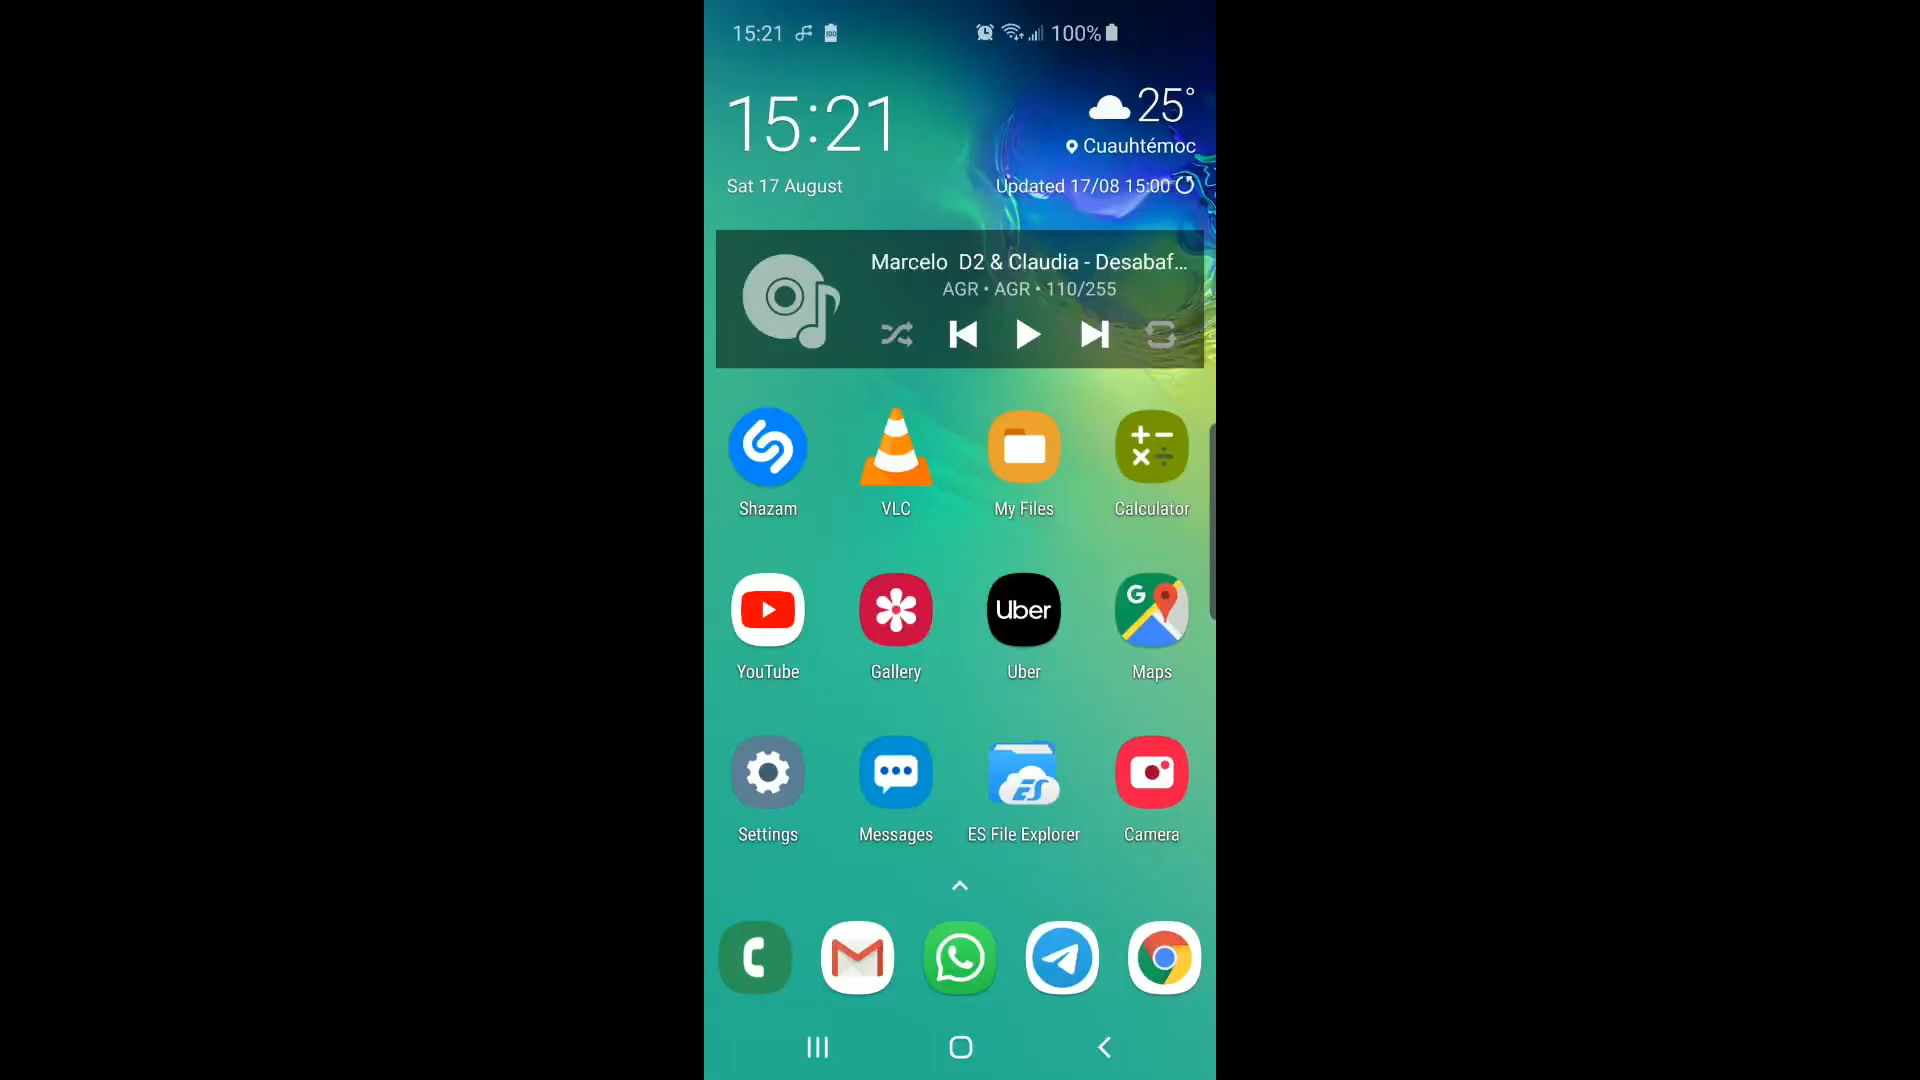 15:21 100%
15:21
25°
Cuauhtémoc
Sat 17 August
Updated 17/08 15:00
Marcelo  D2 & Claudia - Desabaf...
AGR • AGR • 110/255
Shazam VLC My Files Calculator
G
Uber
YouTube Gallery Uber Maps
ES
Settings Messages ES File Explorer Camera